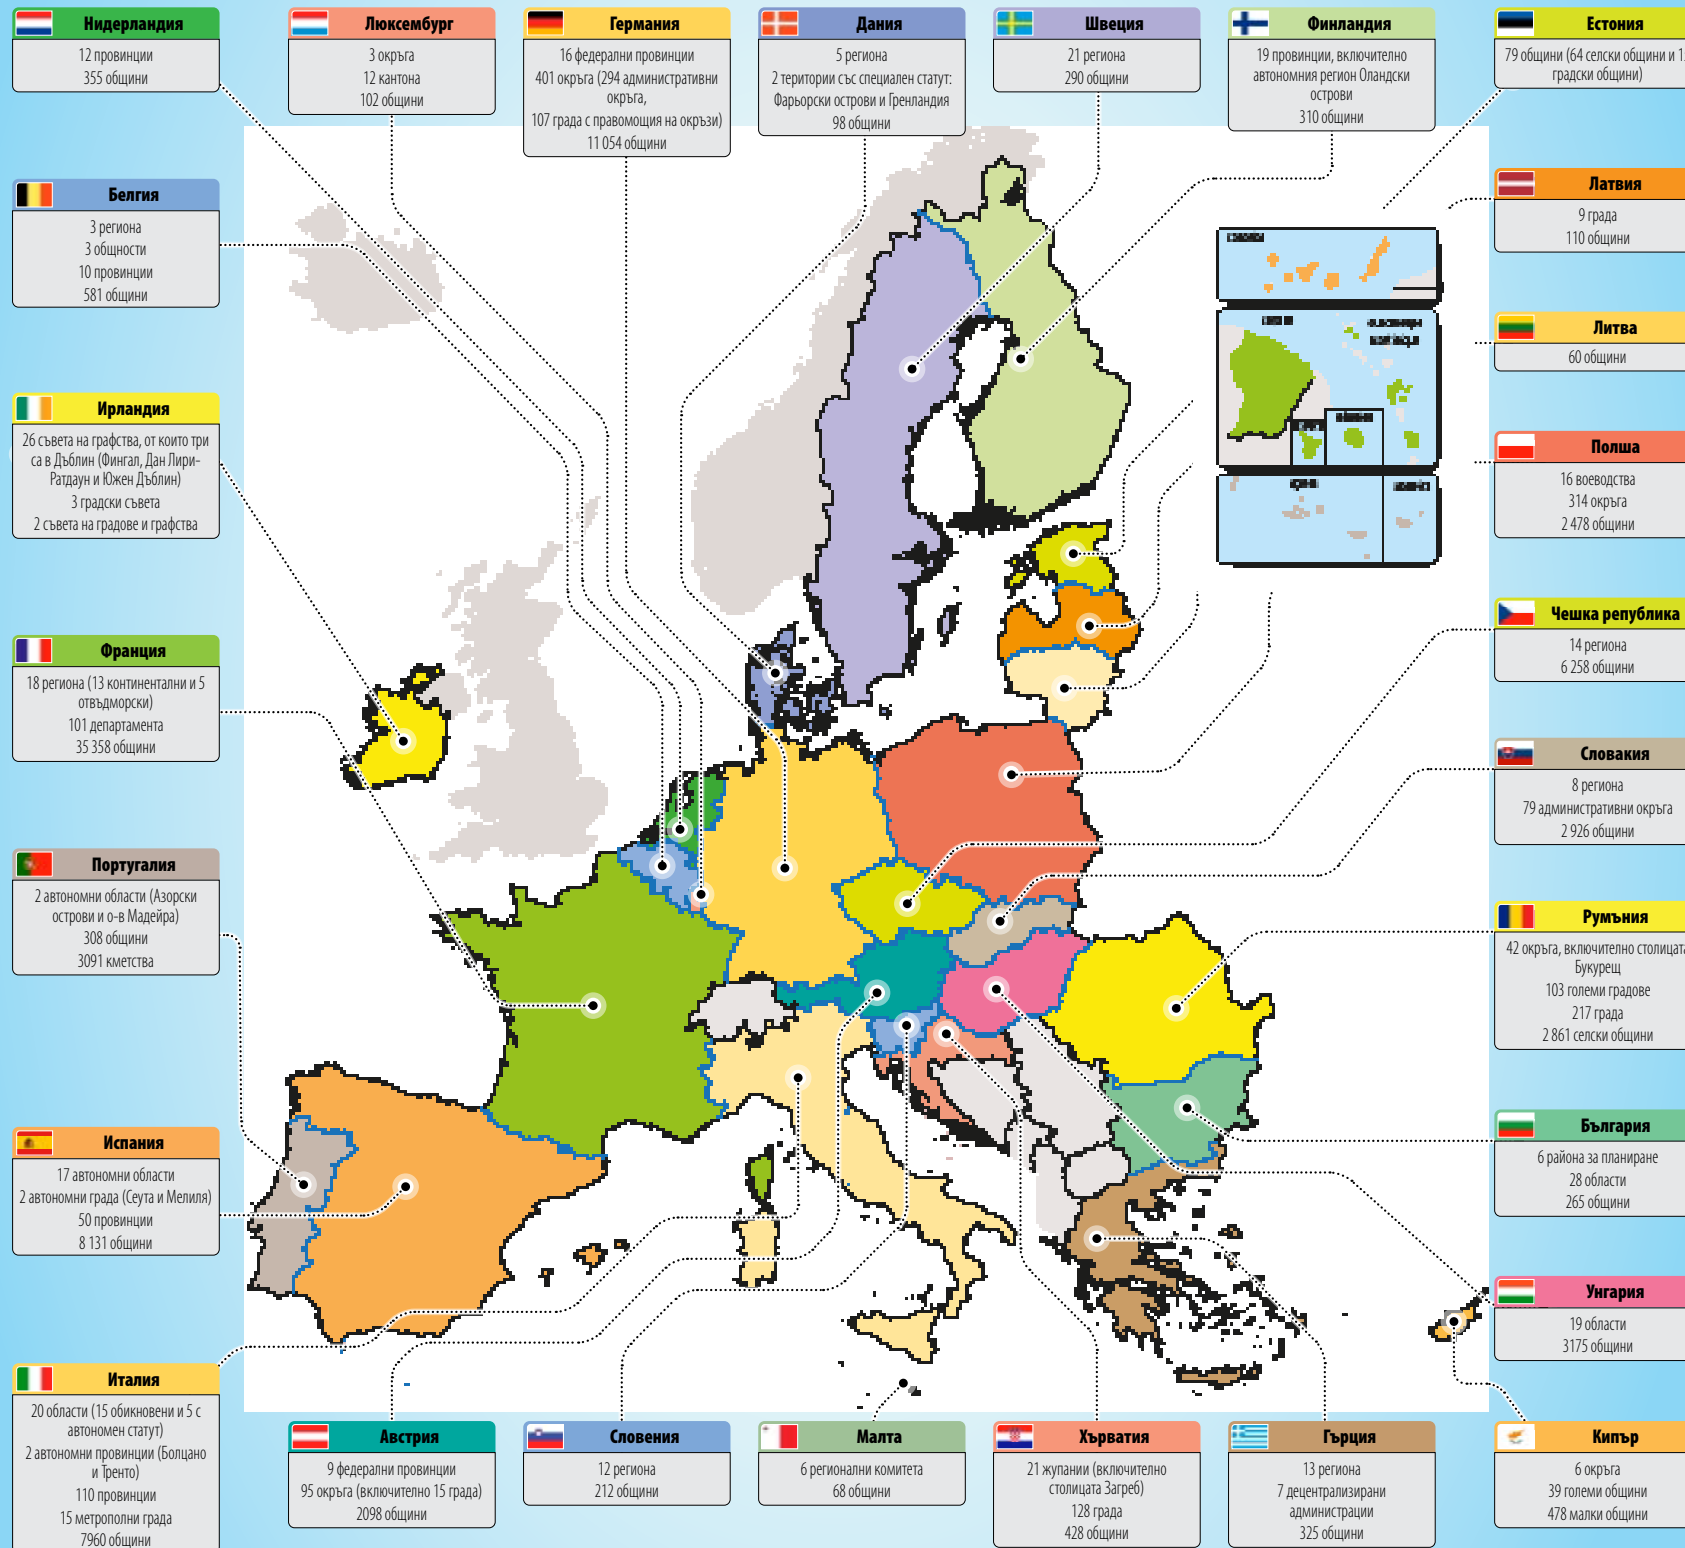 Нидерландия
12 провинции
355 общини
Люксембург
3 окръга
12 кантона
102 общини
Германия
16 федерални провинции
401 окръга (294 административни
окръга,
107 града с правомощия на окръзи)
11 054 общини
Дания
5 региона
2 територии със специален статут:
Фарьорски острови и Гренландия
98 общини
Швеция
21 региона
290 общини
Финландия
19 провинции, включително
автономния регион Оландски
острови
310 общини
Естония
79 общини (64 селски общини и 1
градски общини)
Белгия
3 региона
3 общности
10 провинции
581 общини
Латвия
9 града
110 общини
Литва
60 общини
Ирландия
26 съвета на графства, от които три
са в Дъблин (Фингал, Дан Лири-
Ратдаун и Южен Дъблин)
3 градски съвета
2 съвета на градове и графства
Полша
16 воеводства
314 окръга
2 478 общини
Чешка република
14 региона
6 258 общини
Франция
18 региона (13 континентални и 5
отвъдморски)
101 департамента
35 358 общини
Словакия
8 региона
79 административни окръга
2 926 общини
Португалия
2 автономни области (Азорски
острови и о-в Мадейра)
308 общини
3091 кметства
Румъния
42 окръга, включително столицата
Букурещ
103 големи градове
217 града
2 861 селски общини
Испания
17 автономни области
2 автономни града (Сеута и Мелиля)
50 провинции
8 131 общини
България
6 района за планиране
28 области
265 общини
Унгария
19 области
3175 общини
Италия
20 области (15 обикновени и 5 с
автономен статут)
2 автономни провинции (Болцано
и Тренто)
110 провинции
15 метрополни града
7960 общини
Австрия
9 федерални провинции
95 окръга (включително 15 града)
2098 общини
Словения
12 региона
212 общини
Малта
6 регионални комитета
68 общини
Хърватия
21 жупании (включително
столицата Загреб)
128 града
428 общини
Гърция
13 региона
7 децентрализирани
администрации
325 общини
Кипър
6 окръга
39 големи общини
478 малки общини